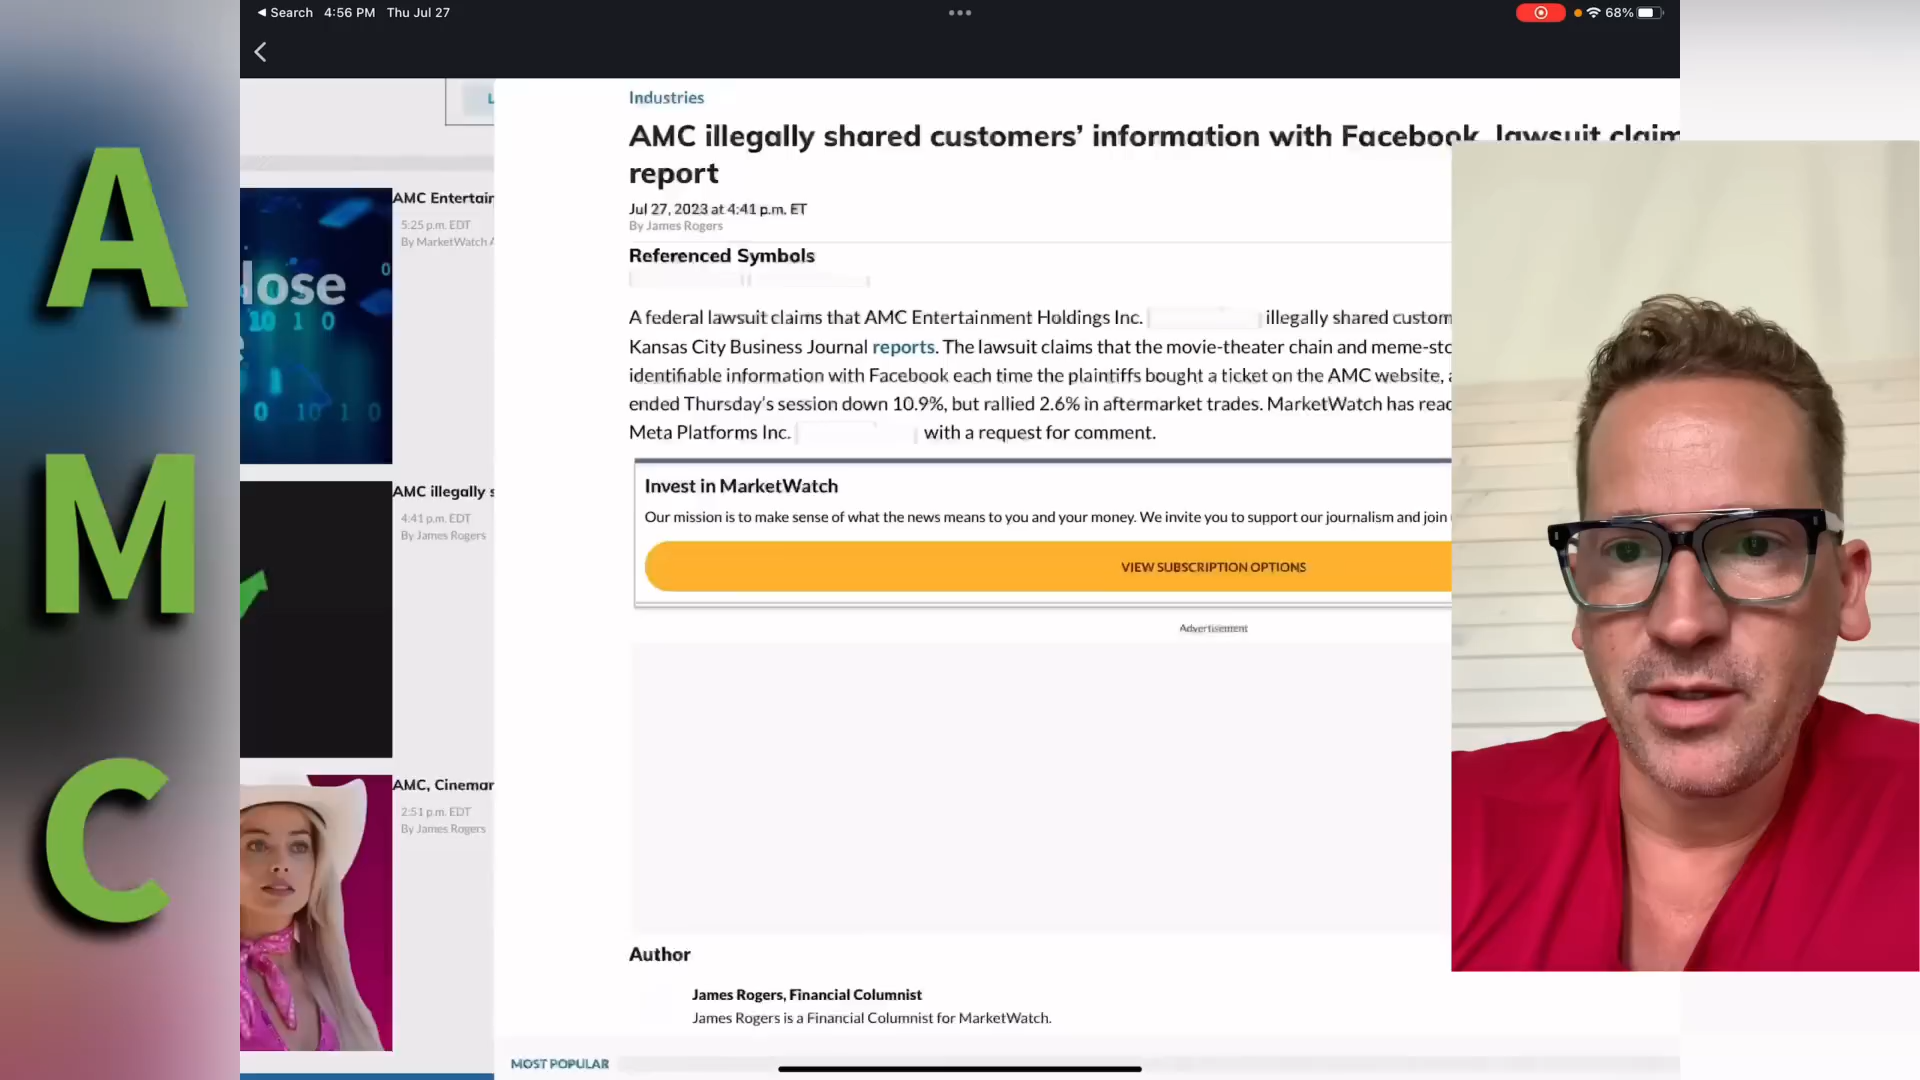 Search 4:56 PM Thu Jul 27
68%
A
M
C
AMC Entertain
5:25 p.m. EDT
By MarketWatch A
lose
10 1 0
0 10 1 0
AMC illegally s
4:41 p.m. EDT
By James Rogers
AMC, Cinemar
2:51 p.m. EDT
By James Rogers
Industries
AMC illegally shared customers’ information with Facebook, lawsuit claim
report
Jul 27, 2023 at 4:41 p.m. ET
By James Rogers
Referenced Symbols
A federal lawsuit claims that AMC Entertainment Holdings Inc. illegally shared custom
Kansas City Business Journal reports. The lawsuit claims that the movie-theater chain and meme-sto
identifiable information with Facebook each time the plaintiffs bought a ticket on the AMC website, a
ended Thursday’s session down 10.9%, but rallied 2.6% in aftermarket trades. MarketWatch has reac
Meta Platforms Inc. with a request for comment.
Invest in MarketWatch
Our mission is to make sense of what the news means to you and your money. We invite you to support our journalism and join
VIEW SUBSCRIPTION OPTIONS
Advertisement
Author
James Rogers, Financial Columnist
James Rogers is a Financial Columnist for MarketWatch.
MOST POPULAR